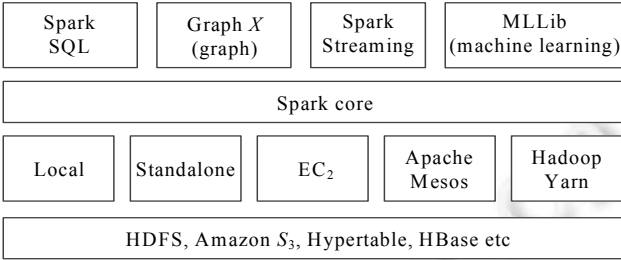 Spark
SQL
Graph X
(graph)
Spark
Streaming
MLLib
(machine learning)
Spark core
Local
Standalone
EC₂
Apache
Mesos
Hadoop
Yarn
HDFS, Amazon S₃, Hypertable, HBase etc